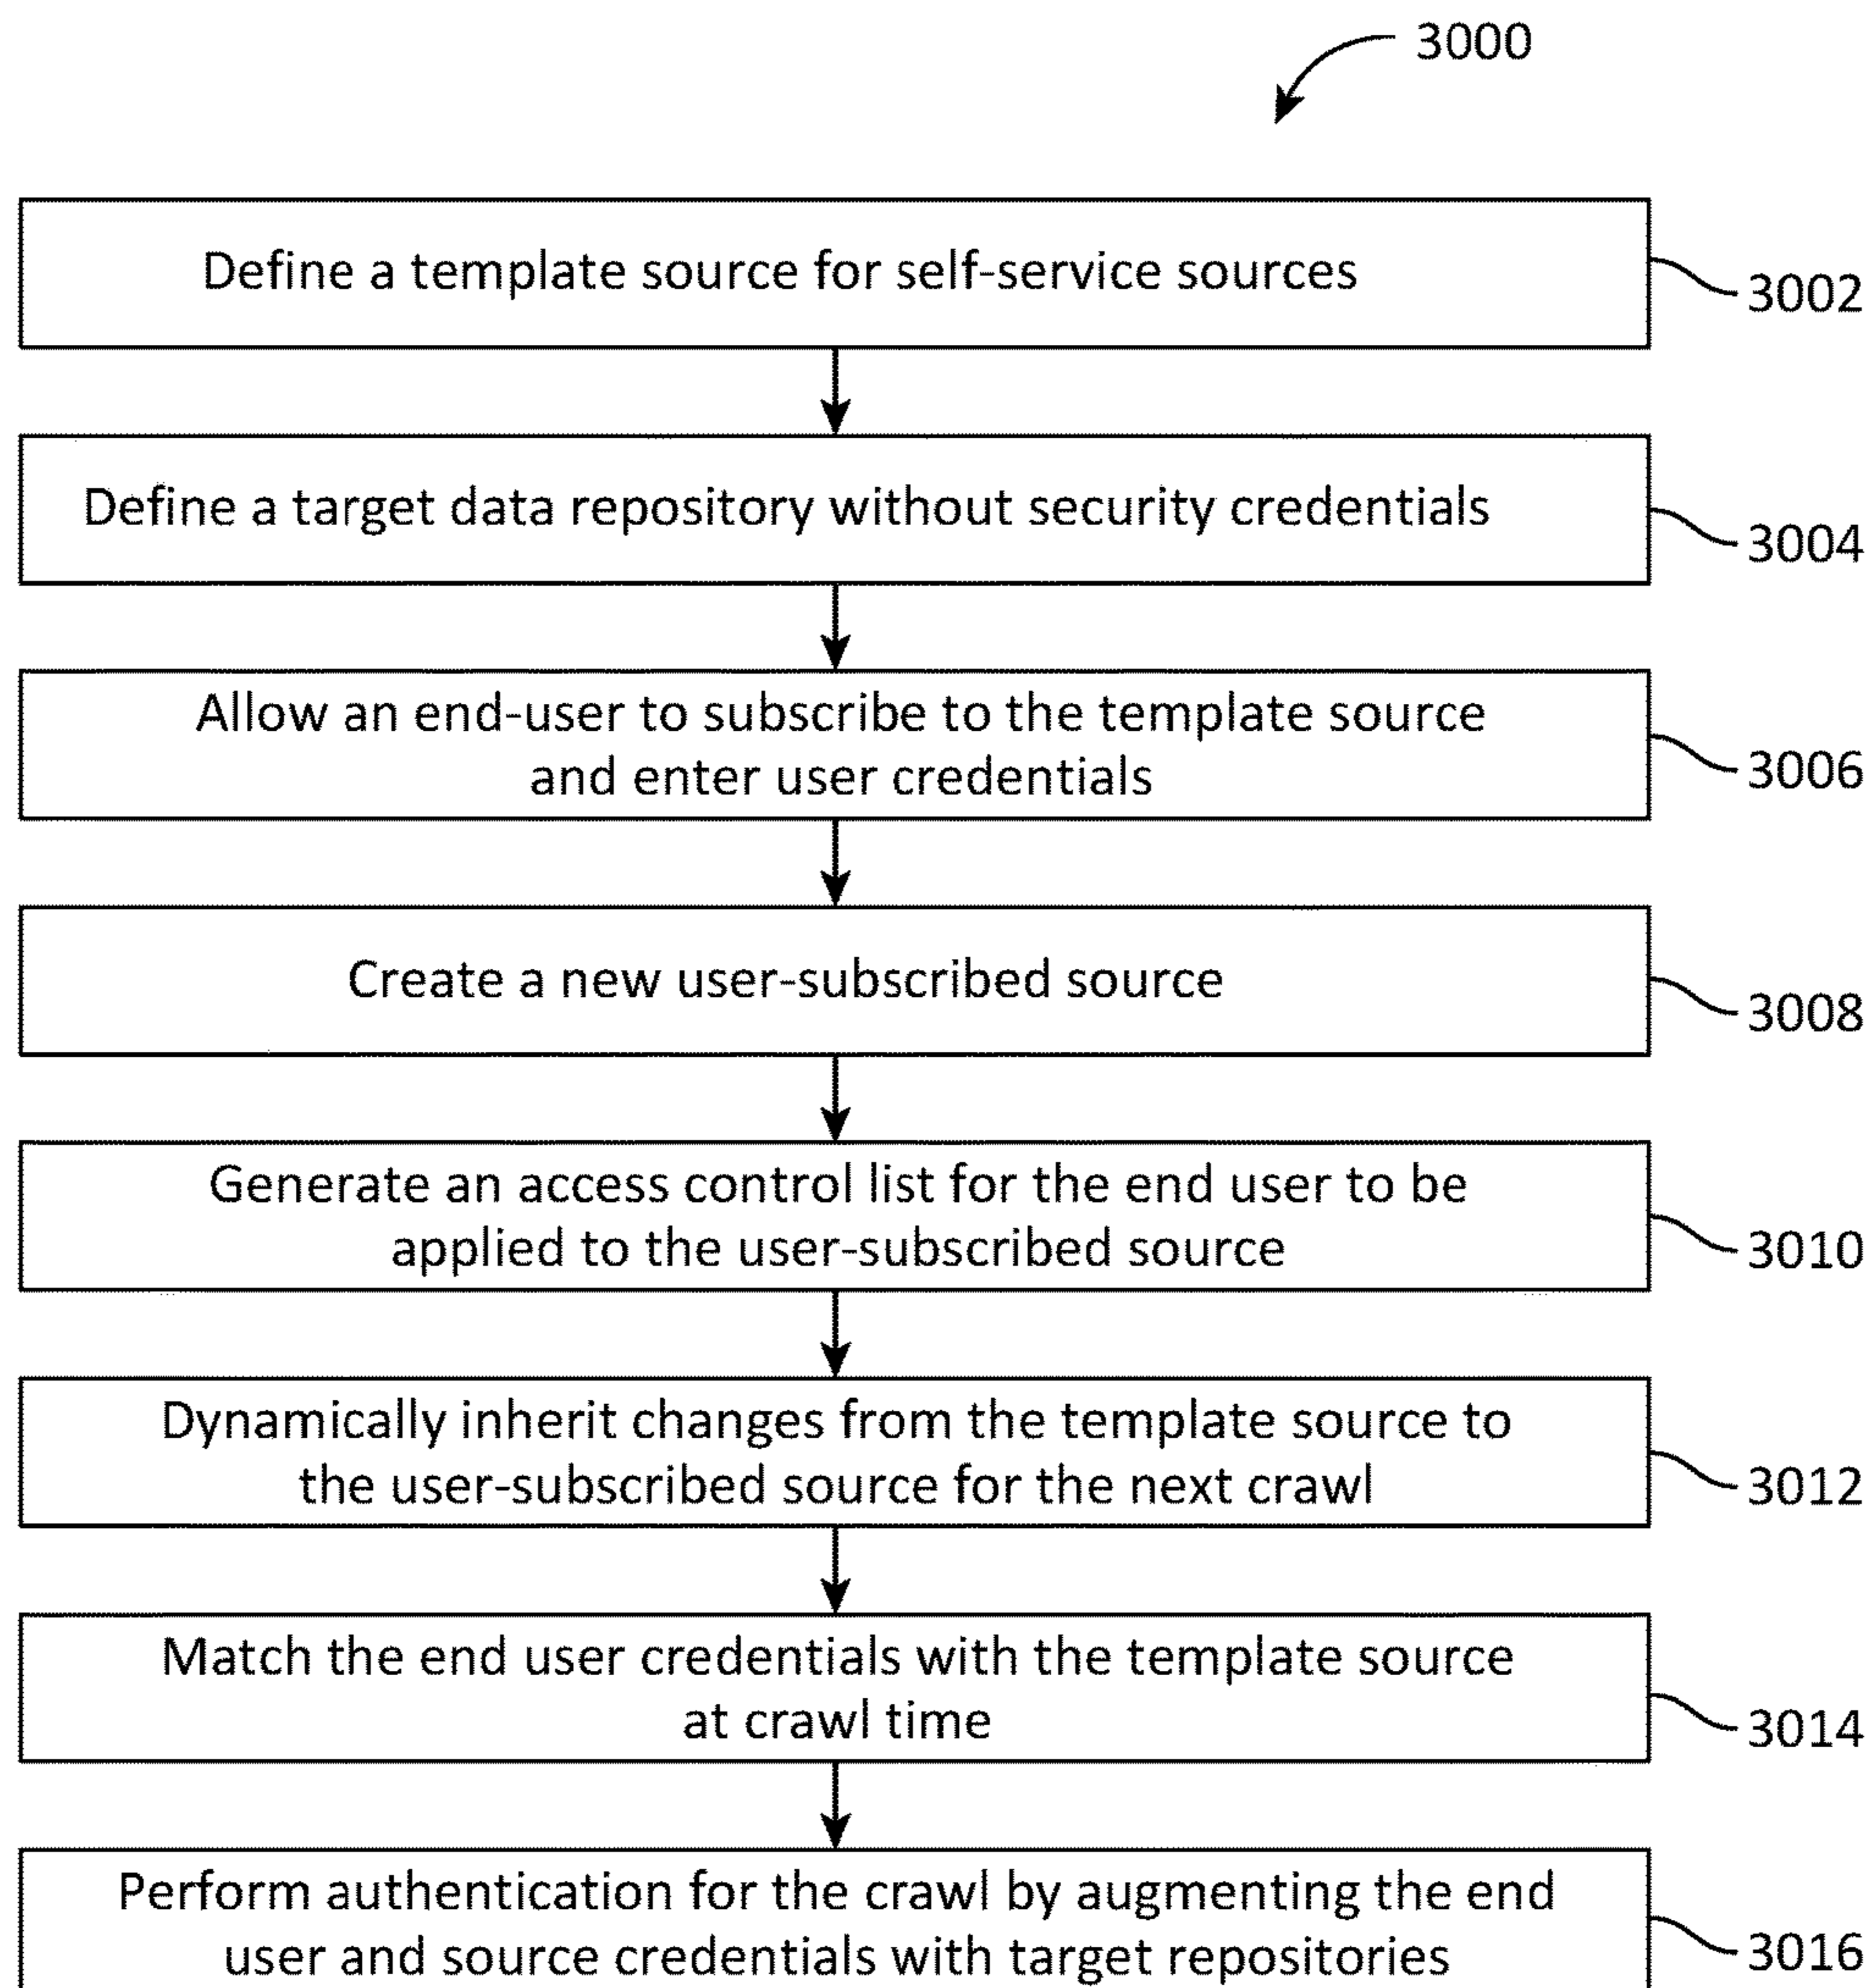 3000
Define a template source for self-service sources
3002
Define a target data repository without security credentials
3004
Allow an end-user to subscribe to the template source
and enter user credentials
3006
Create a new user-subscribed source
3008
Generate an access control list for the end user to be
applied to the user-subscribed source
3010
Dynamically inherit changes from the template source to
the user-subscribed source for the next crawl
3012
Match the end user credentials with the template source
at crawl time
3014
Perform authentication for the crawl by augmenting the end
user and source credentials with target repositories
3016